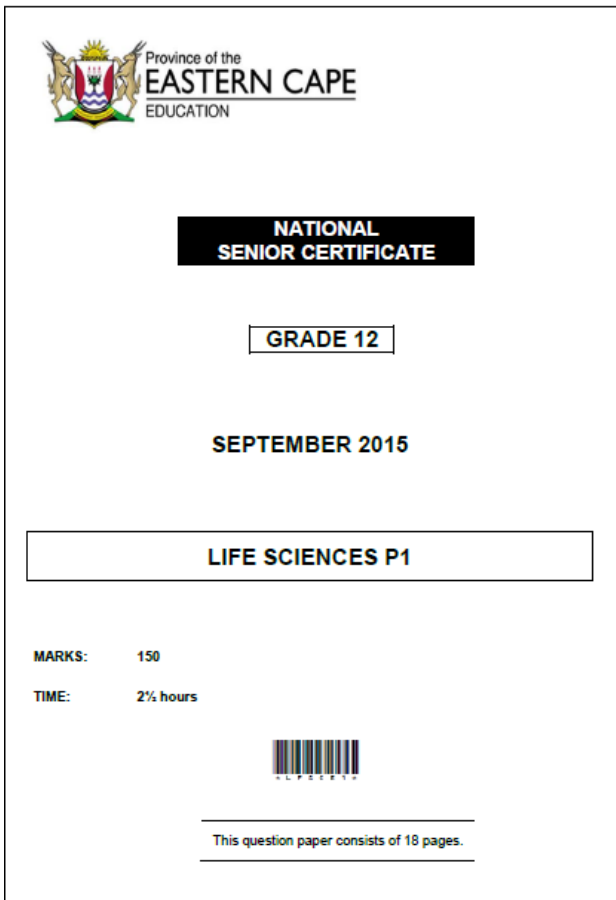 Province of the
EASTERN CAPE
EDUCATION
NATIONAL
SENIOR CERTIFICATE
GRADE 12
SEPTEMBER 2015
LIFE SCIENCES P1
MARKS: 150
TIME: 2½ hours
This question paper consists of 18 pages.